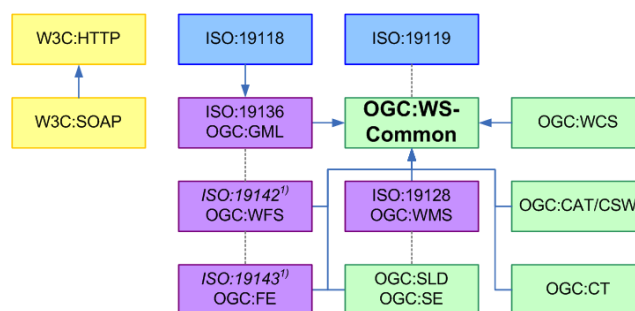 W3C:HTTP
ISO:19118
ISO:19119
W3C:SOAP
ISO:19136
OGC:GML
OGC:WS-
Common
OGC:WCS
ISO:19142¹⁾
OGC:WFS
ISO:19128
OGC:WMS
OGC:CAT/CSW
ISO:19143¹⁾
OGC:FE
OGC:SLD
OGC:SE
OGC:CT